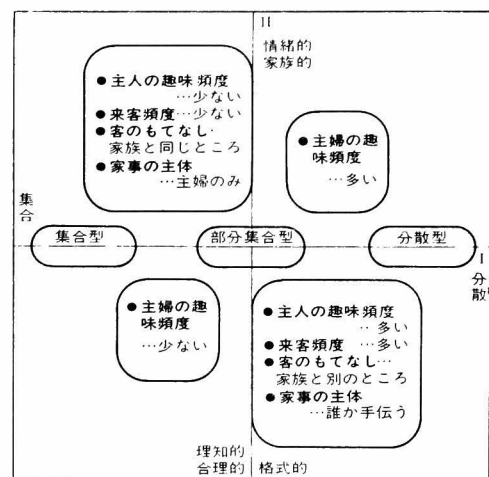 II
情緒的
家族的
●主人の趣味頻度
…少ない
●来客頻度…少ない
●客のもてなし…
家族と同じところ
●家事の主体
…主婦のみ
●主婦の趣
味頻度
…多い
集合
集合型
部分集合型
分散型
I
分散
●主婦の趣
味頻度
…少ない
●主人の趣味頻度
…多い
●来客頻度…多い
●客のもてなし…
家族と別のところ
●家事の主体
…誰か手伝う
理知的
合理的
格式的